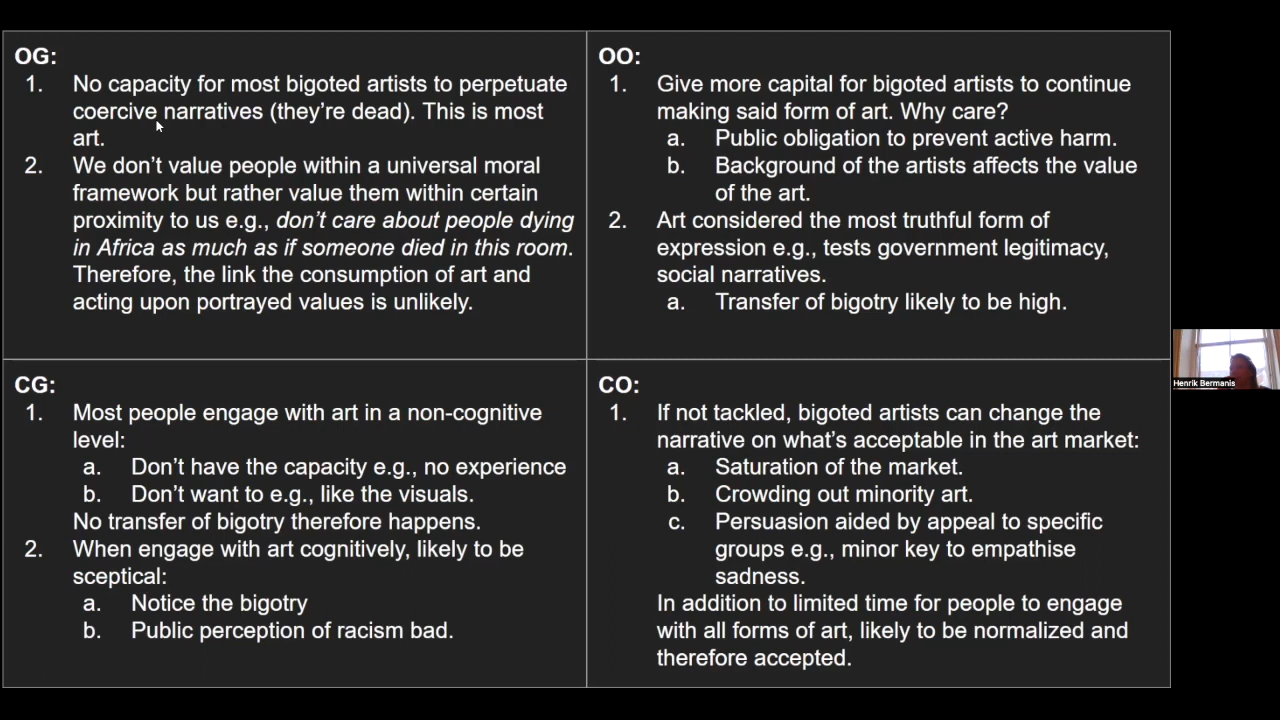 OG:
1. No capacity for most bigoted artists to perpetuate
coercive narratives (they're dead). This is most
art.
2. We don't value people within a universal moral
framework but rather value them within certain
proximity to us e.g., don't care about people dying
in Africa as much as if someone died in this room.
Therefore, the link the consumption of art and
acting upon portrayed values is unlikely.
OO:
1. Give more capital for bigoted artists to continue
making said form of art. Why care?
a. Public obligation to prevent active harm.
b. Background of the artists affects the value
of the art.
2. Art considered the most truthful form of
expression e.g., tests government legitimacy,
social narratives.
a. Transfer of bigotry likely to be high.
CG:
1. Most people engage with art in a non-cognitive
level:
a. Don't have the capacity e.g., no experience
b. Don't want to e.g., like the visuals.
No transfer of bigotry therefore happens.
2. When engage with art cognitively, likely to be
sceptical:
a. Notice the bigotry
b. Public perception of racism bad.
CO:
1. If not tackled, bigoted artists can change the
narrative on what's acceptable in the art market:
a. Saturation of the market.
b. Crowding out minority art.
c. Persuasion aided by appeal to specific
groups e.g., minor key to empathise
sadness.
In addition to limited time for people to engage
with all forms of art, likely to be normalized and
therefore accepted.
Henrik Bermanis